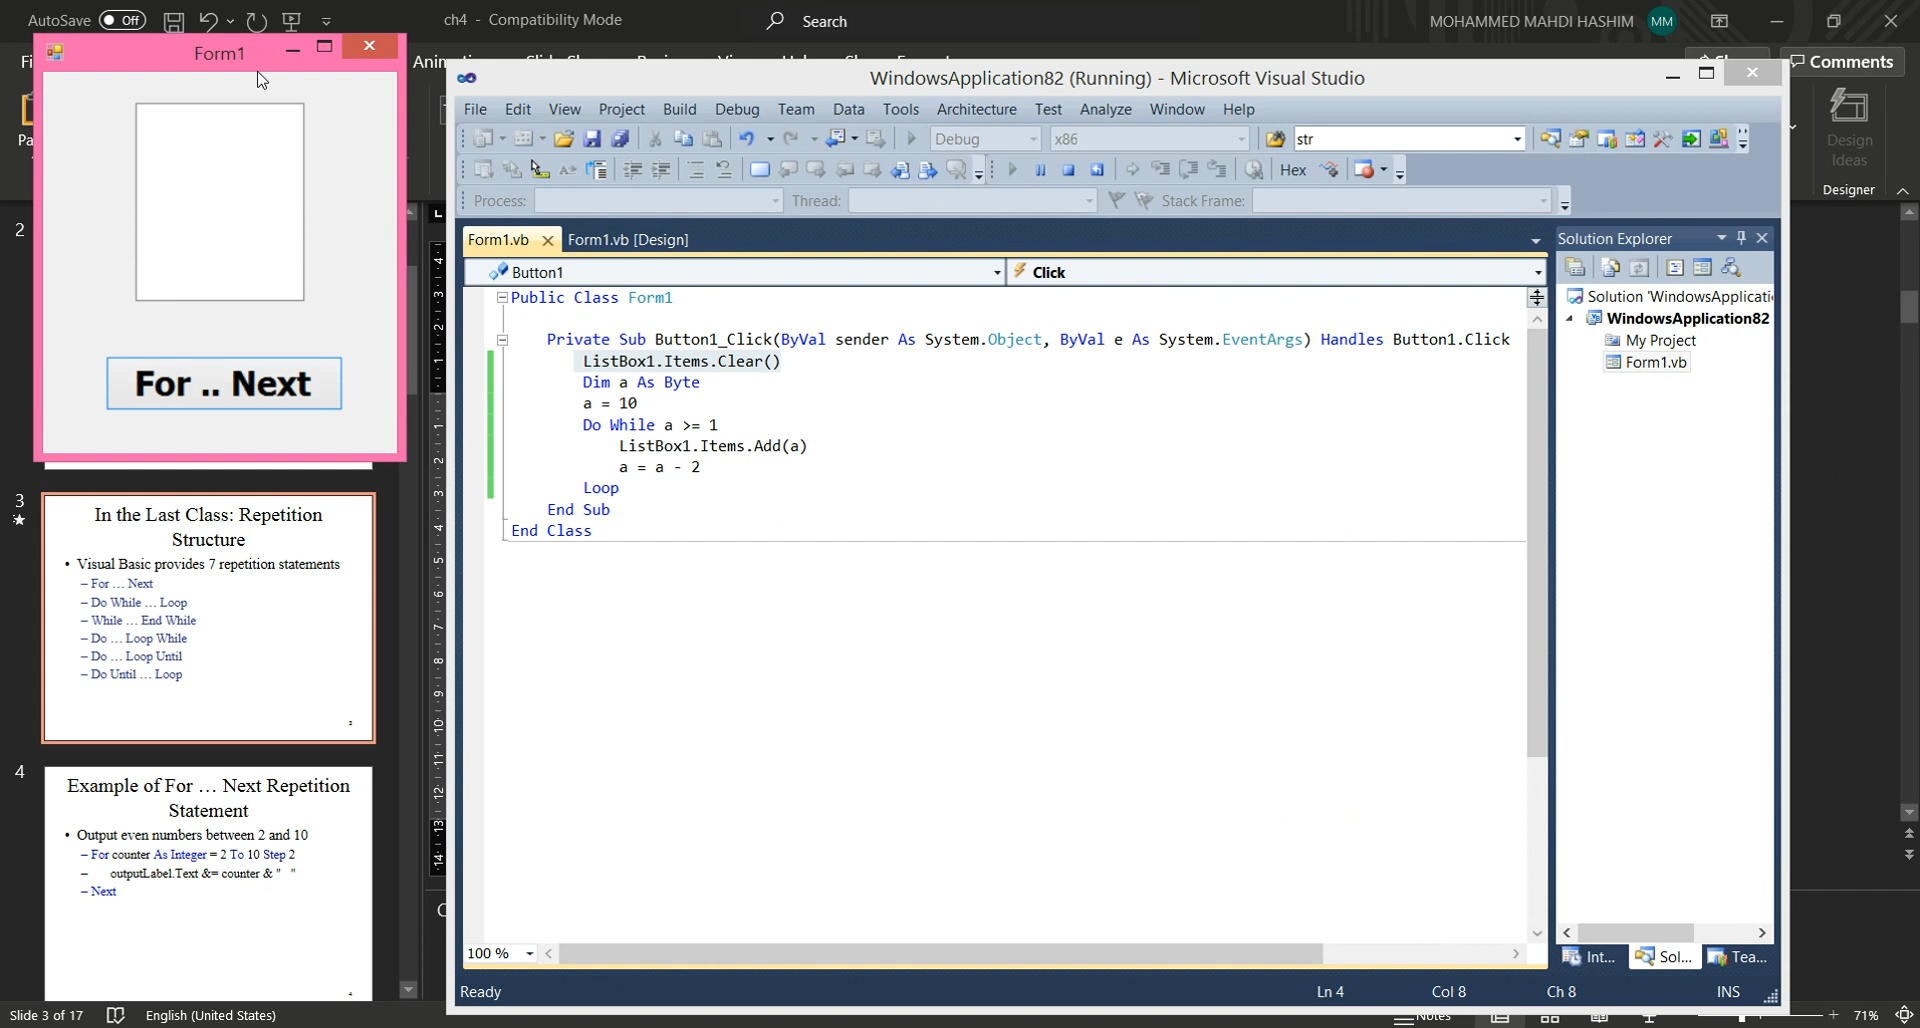 AutoSave Off ch4 - Compatibility Mode Search MOHAMMED MAHDI HASHIM MM
Form1
Comments
WindowsApplication82 (Running) - Microsoft Visual Studio
File Edit View Project Build Debug Team Data Tools Architecture Test Analyze Window Help
Debug x86 str
Design
Ideas
Designer
Hex
Process: Thread: Stack Frame:
2
Form1.vb Form1.vb [Design]
Solution Explorer
Button1 Click
Public Class Form1
Private Sub Button1_Click(ByVal sender As System.Object, ByVal e As System.EventArgs) Handles Button1.Click
ListBox1.Items.Clear()
Dim a As Byte
a = 10
Do While a >= 1
ListBox1.Items.Add(a)
a = a - 2
Loop
End Sub
End Class
Solution 'WindowsApplicati
WindowsApplication82
My Project
Form1.vb
For .. Next
3
In the Last Class: Repetition
Structure
• Visual Basic provides 7 repetition statements
– For … Next
– Do While … Loop
– While … End While
– Do … Loop While
– Do … Loop Until
– Do Until … Loop
4
Example of For … Next Repetition
Statement
• Output even numbers between 2 and 10
– For counter As Integer = 2 To 10 Step 2
– outputLabel.Text &= counter & " "
– Next
100 %
Int... Sol... Tea...
Ready Ln 4 Col 8 Ch 8 INS
Slide 3 of 17 English (United States) Notes 71%